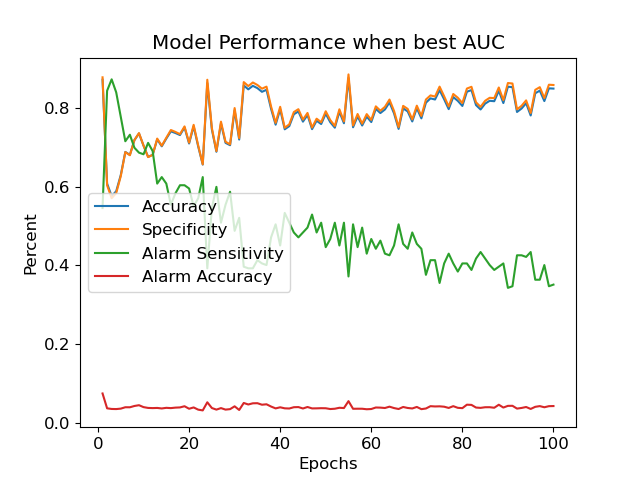 Model Performance when best AUC
0.8
0.6
0.4
0.2
0.0
Percent
Accuracy
Specificity
Alarm Sensitivity
Alarm Accuracy
0 20 40 60 80 100
Epochs